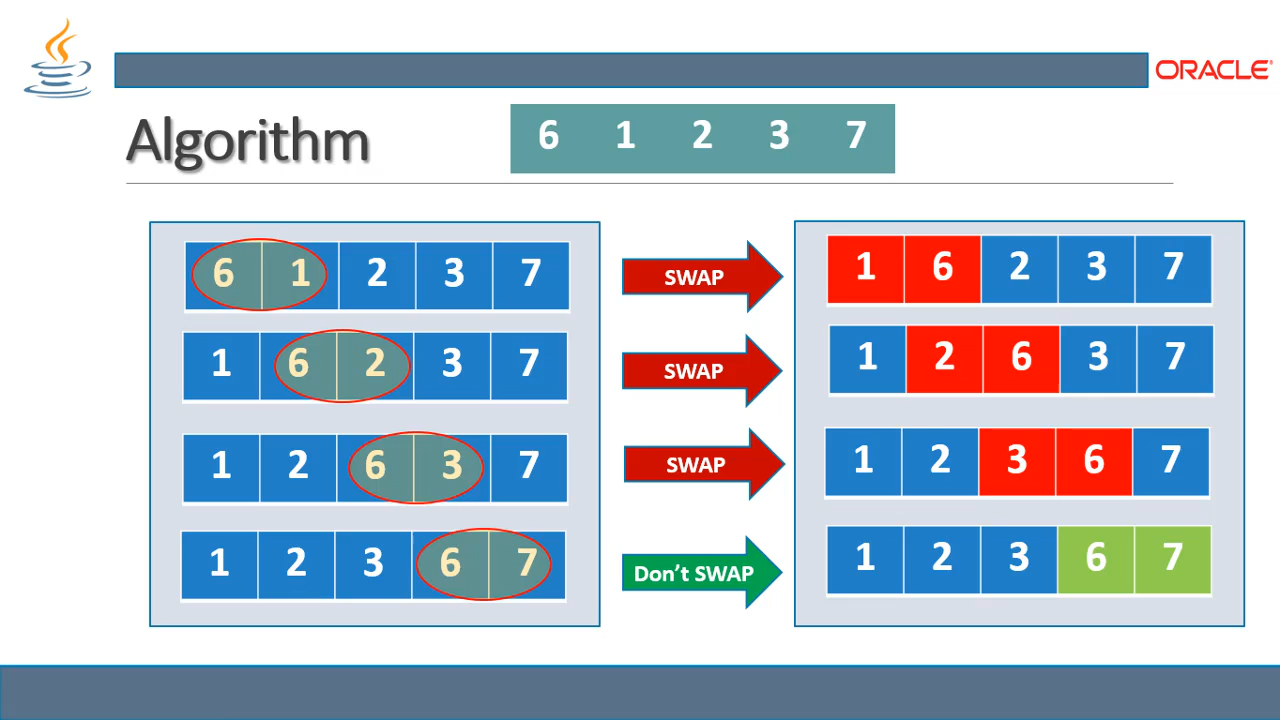 ORACLE®
Algorithm
6 1 2 3 7
6 1 2 3 7
SWAP
1 6 2 3 7
1 6 2 3 7
SWAP
1 2 6 3 7
1 2 6 3 7
SWAP
1 2 3 6 7
1 2 3 6 7
Don't SWAP
1 2 3 6 7